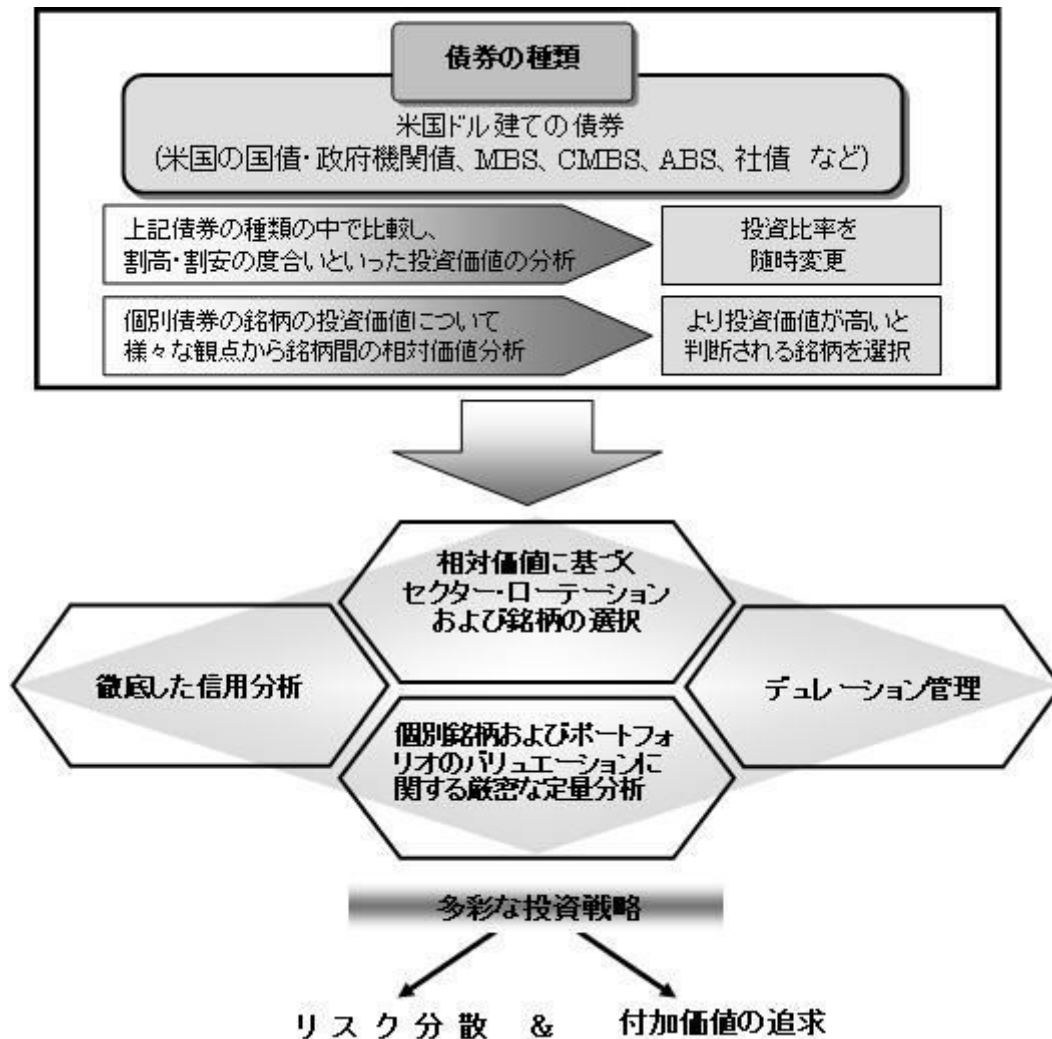 債券の種類
米国ドル建ての債券
(米国の国債・政府機関債、MBS、CMBS、ABS、社債 など)
上記債券の種類の中で比較し、
割高・割安の度合いといった投資価値の分析
投資比率を
随時変更
個別債券の銘柄の投資価値について
様々な観点から銘柄間の相対価値分析
より投資価値が高いと
判断される銘柄を選択
相対価値に基づく
セクター・ローテーション
および銘柄の選択
徹底した信用分析
デュレーション管理
個別銘柄およびポートフォ
リオのバリュエーションに
関する厳密な定量分析
多彩な投資戦略
リスク分散 & 付加価値の追求